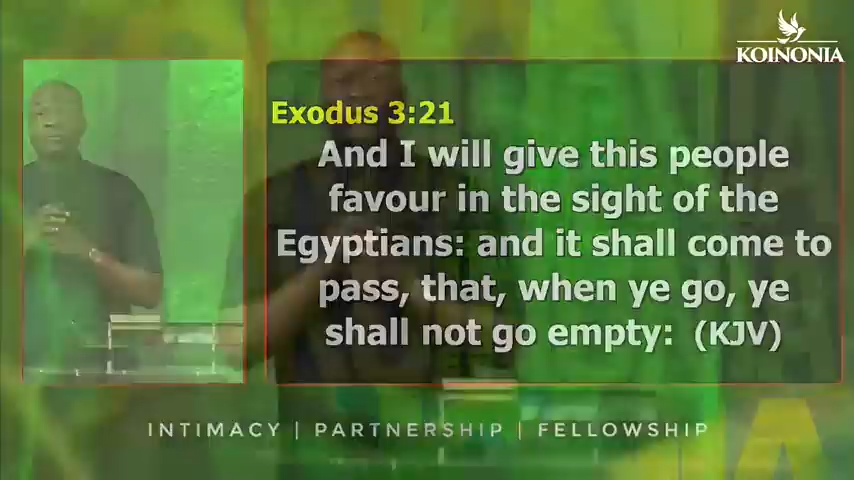 KOINONIA
Exodus 3:21
And I will give this people
favour in the sight of the
Egyptians: and it shall come to
pass, that, when ye go, ye
shall not go empty: (KJV)
INTIMACY | PARTNERSHIP | FELLOWSHIP